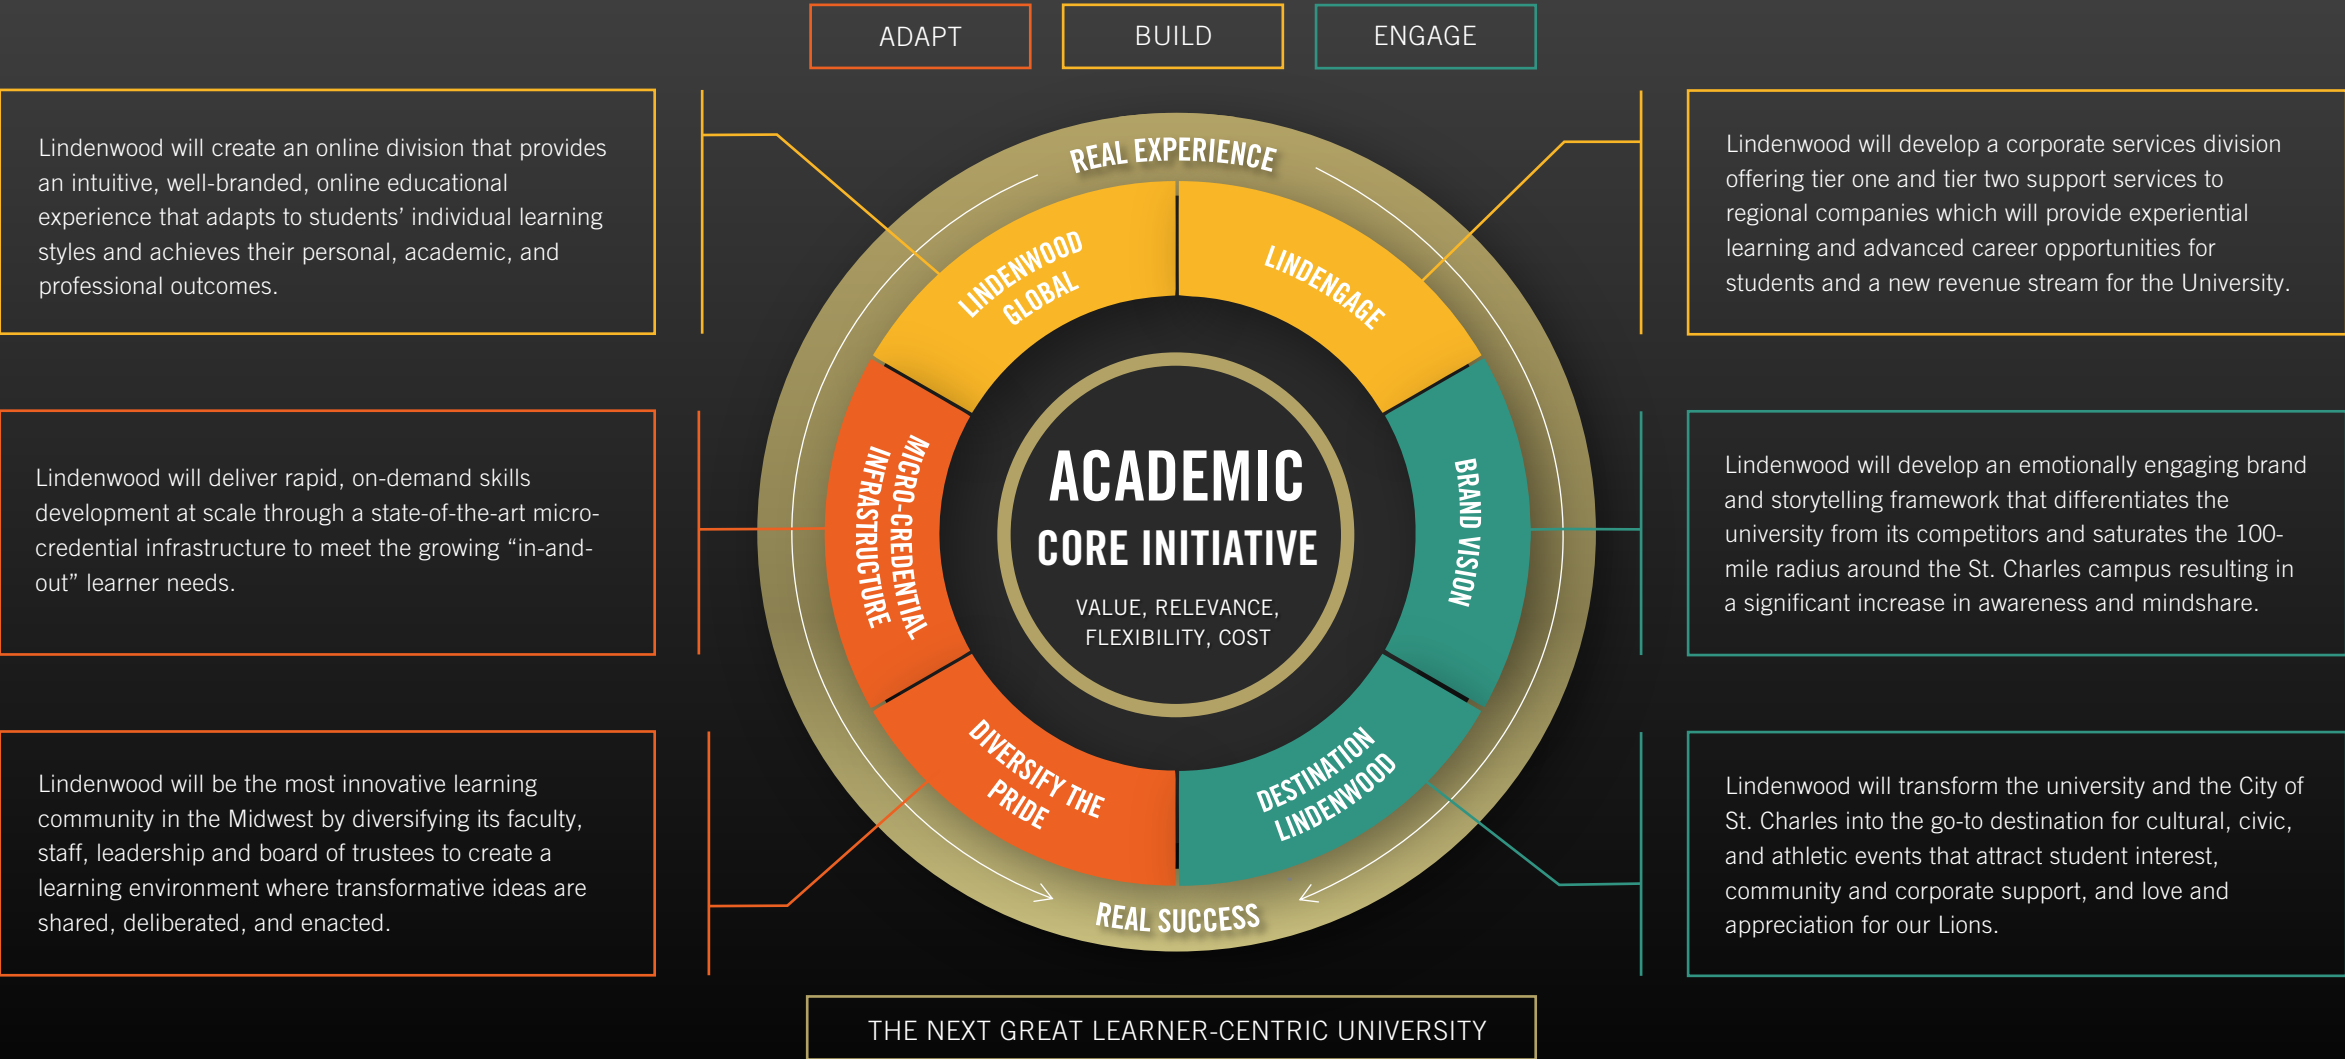 ADAPT
BUILD
ENGAGE
Lindenwood will create an online division that provides
an intuitive, well-branded, online educational
experience that adapts to students’ individual learning
styles and achieves their personal, academic, and
professional outcomes.
Lindenwood will deliver rapid, on-demand skills
development at scale through a state-of-the-art micro-
credential infrastructure to meet the growing “in-and-
out” learner needs.
Lindenwood will be the most innovative learning
community in the Midwest by diversifying its faculty,
staff, leadership and board of trustees to create a
learning environment where transformative ideas are
shared, deliberated, and enacted.
REAL EXPERIENCE
LINDENWOOD
GLOBAL
LINDENGAGE
MICRO-CREDENTIAL
INFRASTRUCTURE
BRAND VISION
DIVERSIFY THE
PRIDE
DESTINATION
LINDENWOOD
ACADEMIC
CORE INITIATIVE
VALUE, RELEVANCE,
FLEXIBILITY, COST
REAL SUCCESS
Lindenwood will develop a corporate services division
offering tier one and tier two support services to
regional companies which will provide experiential
learning and advanced career opportunities for
students and a new revenue stream for the University.
Lindenwood will develop an emotionally engaging brand
and storytelling framework that differentiates the
university from its competitors and saturates the 100-
mile radius around the St. Charles campus resulting in
a significant increase in awareness and mindshare.
Lindenwood will transform the university and the City of
St. Charles into the go-to destination for cultural, civic,
and athletic events that attract student interest,
community and corporate support, and love and
appreciation for our Lions.
THE NEXT GREAT LEARNER-CENTRIC UNIVERSITY